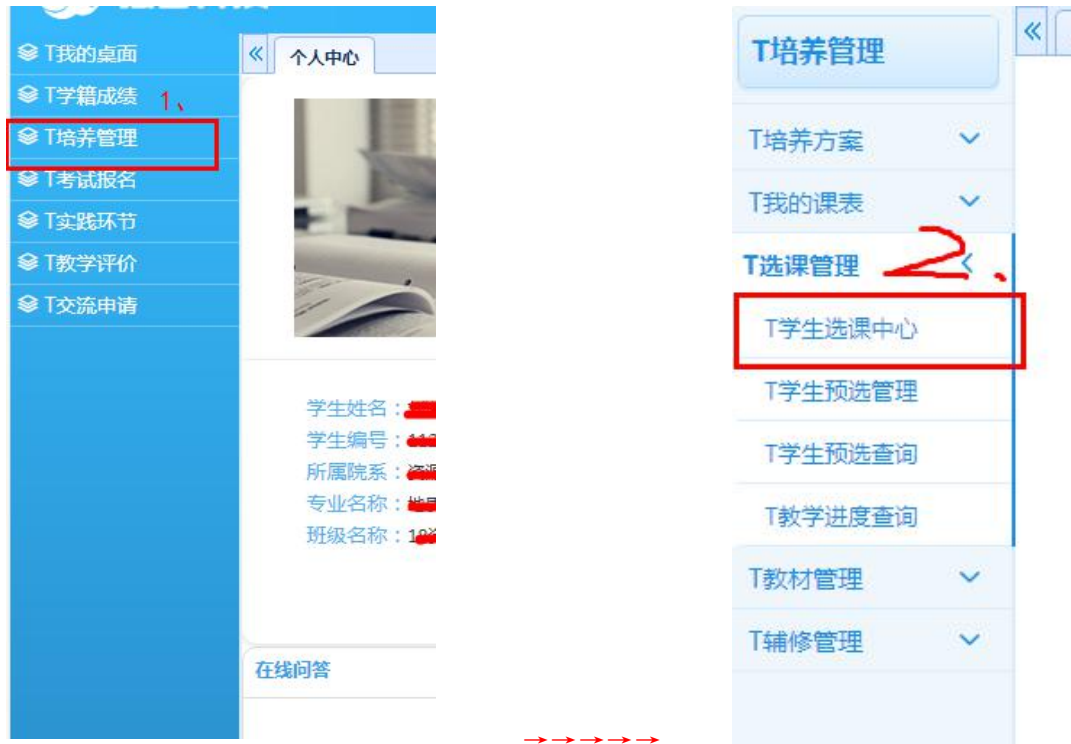 T我的桌面
T学籍成绩
1、
T培养管理
T考试报名
T实践环节
T教学评价
T交流申请
«
个人中心
学生姓名：
学生编号：
所属院系：
专业名称：
班级名称：
在线问答
→→→→→
T培养管理
«
T培养方案
T我的课表
T选课管理
2、
T学生选课中心
T学生预选管理
T学生预选查询
T教学进度查询
T教材管理
T辅修管理